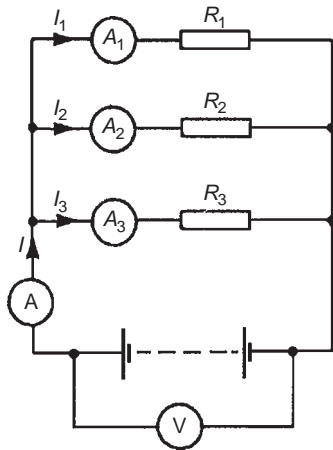 I₁
A₁
R₁
I₂
A₂
R₂
I₃
A₃
R₃
I
A
V